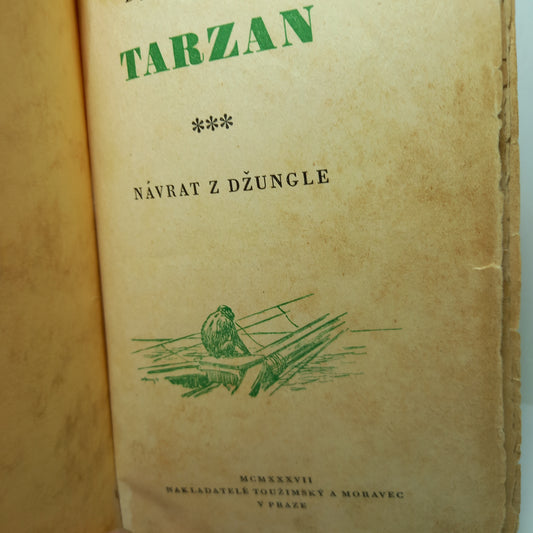 TARZAN
***
NÁVRAT Z DŽUNGLE
MCMXXXVII
NAKLADATELÉ TOUŽIMSKÝ A MORAVEC
V PRAZE